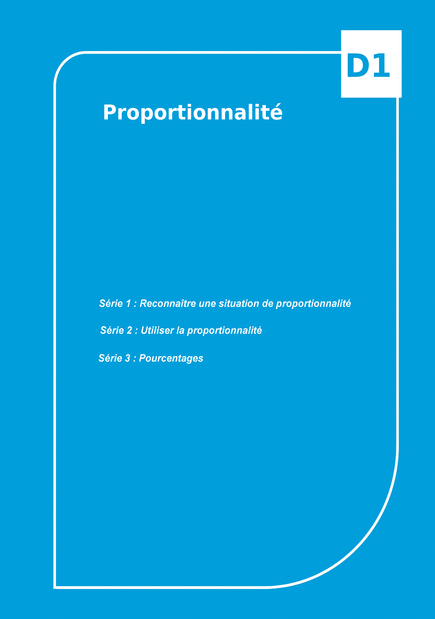 D1
Proportionnalité
Série 1 : Reconnaître une situation de proportionnalité
Série 2 : Utiliser la proportionnalité
Série 3 : Pourcentages